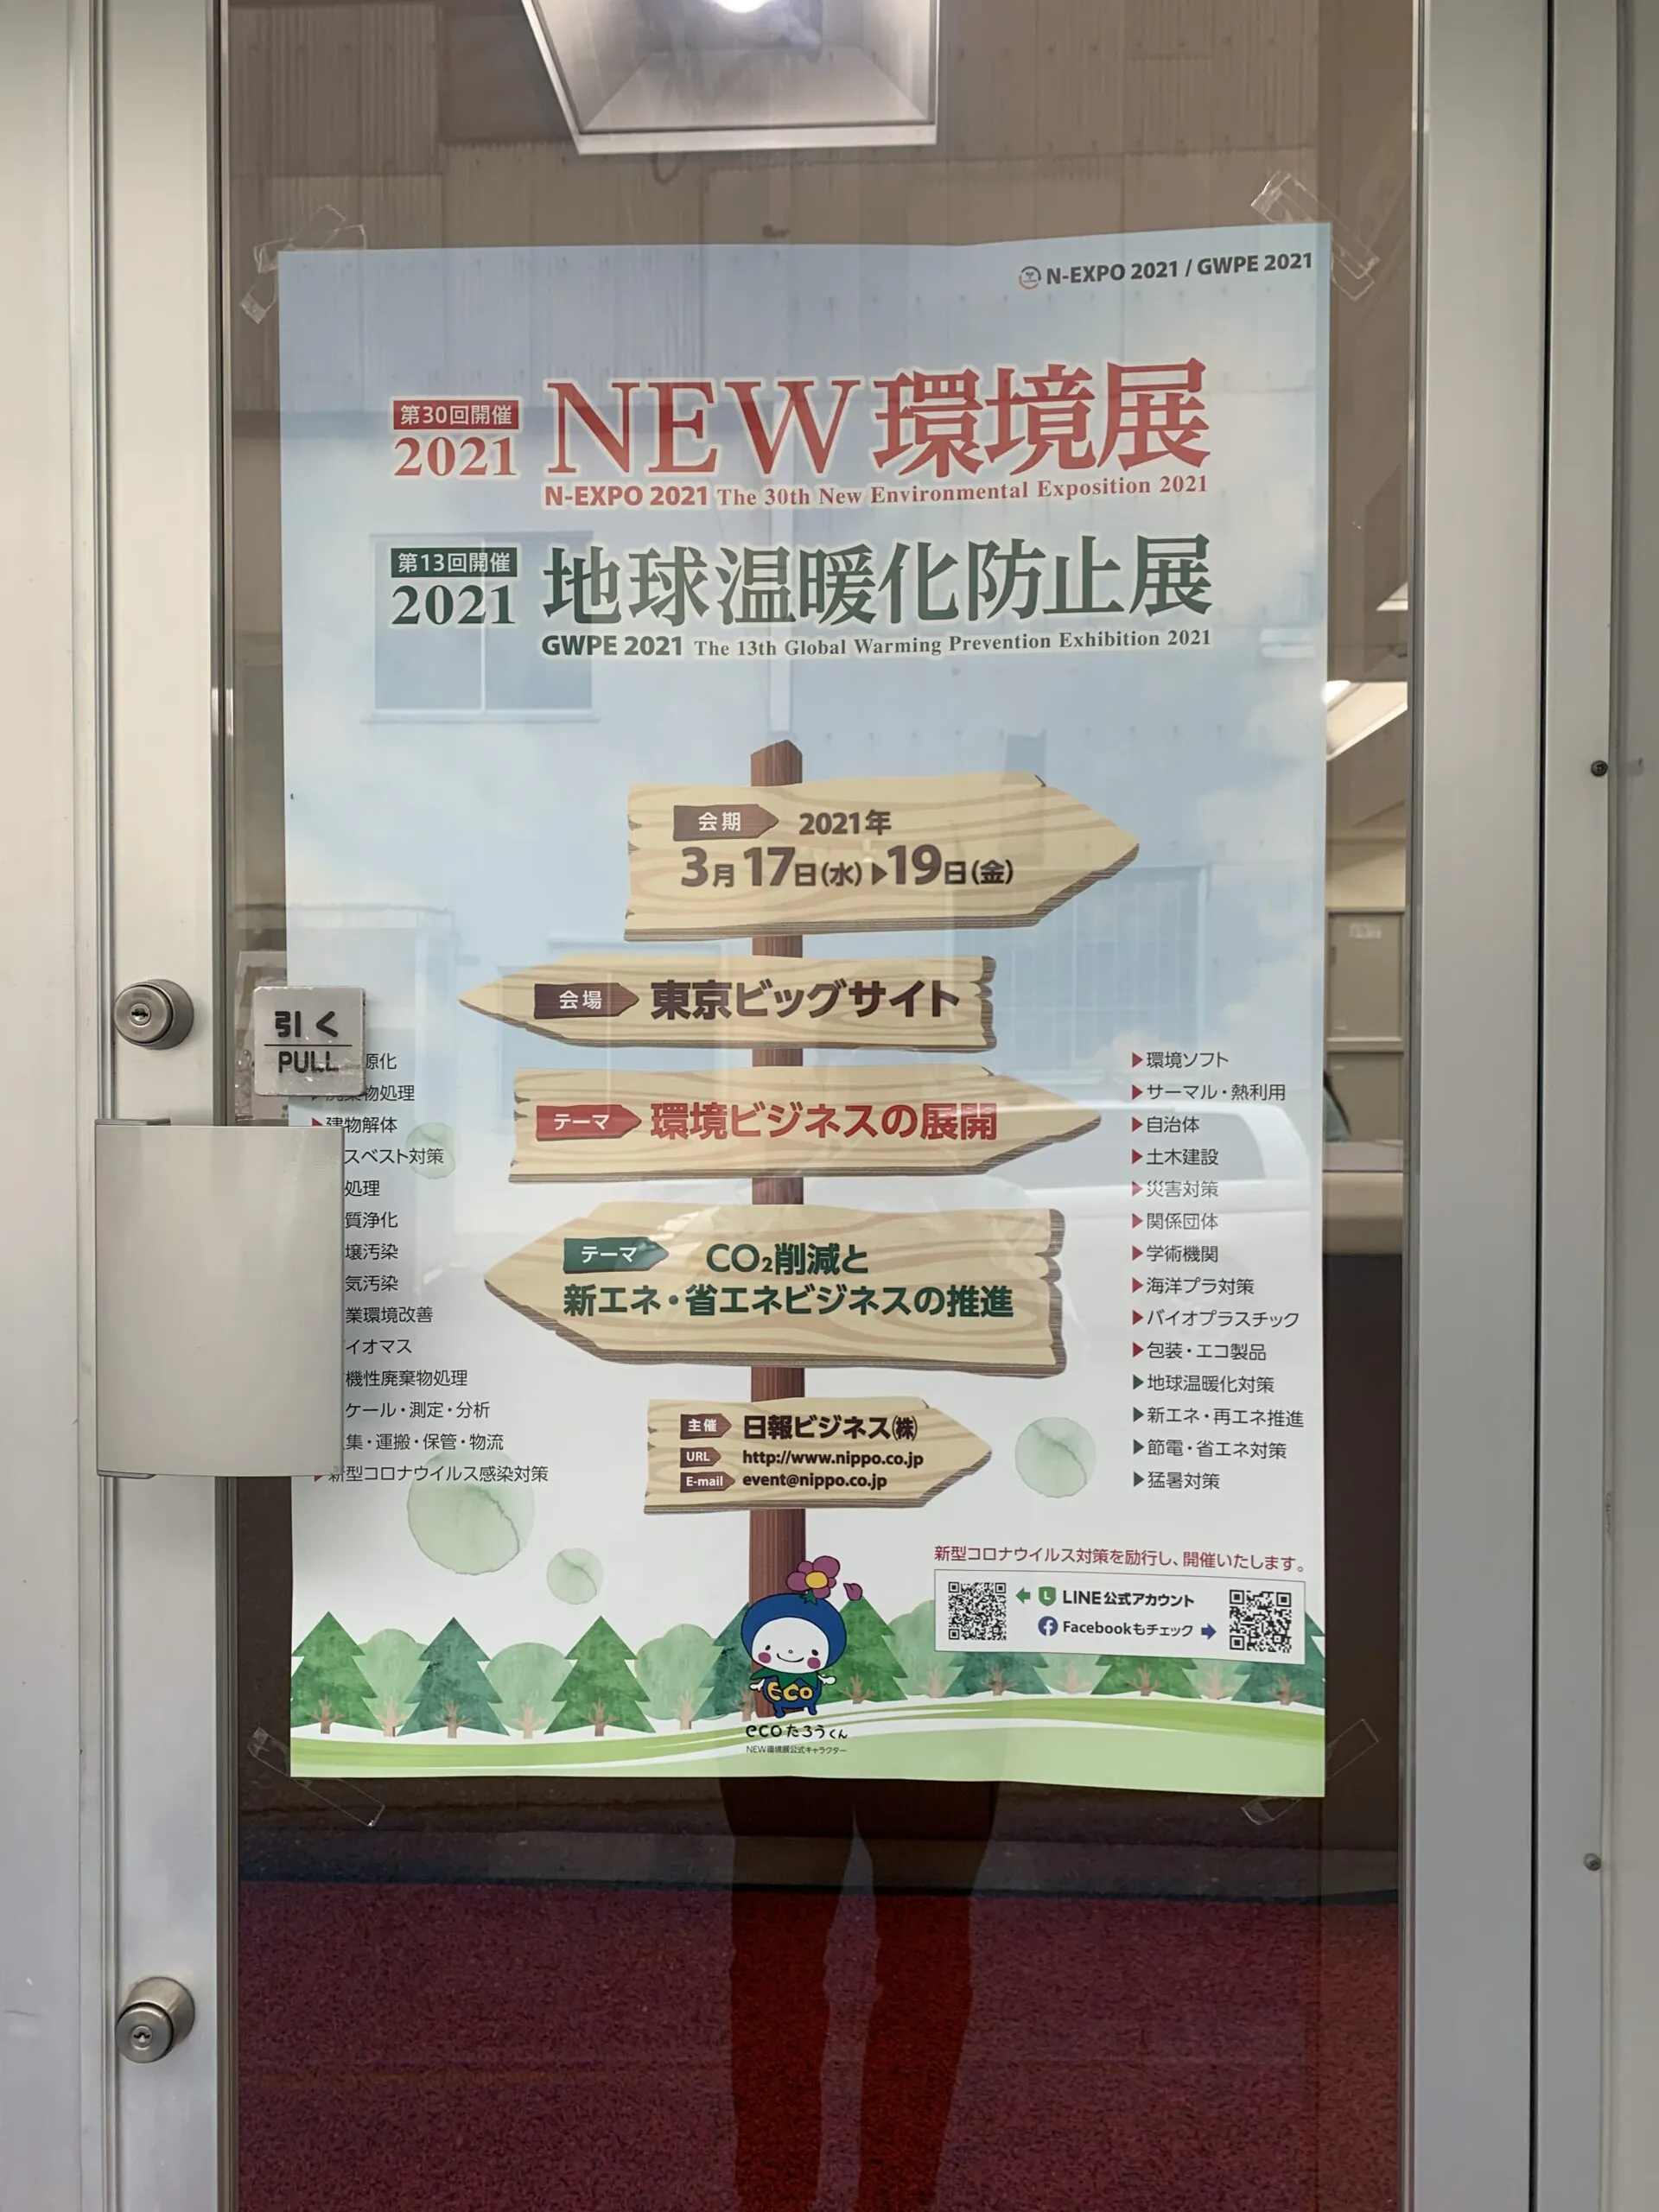 N-EXPO 2021 / GWPE 2021
第30回開催
2021
NEW環境展
N-EXPO 2021 The 30th New Environmental Exposition 2021
第13回開催
2021
地球温暖化防止展
GWPE 2021 The 13th Global Warming Prevention Exhibition 2021
会期 2021年
3月17日(水)▶19日(金)
会場 東京ビッグサイト
テーマ 環境ビジネスの展開
テーマ CO₂削減と
新エネ・省エネビジネスの推進
主催 日報ビジネス㈱
URL http://www.nippo.co.jp
E-mail event@nippo.co.jp
引く
PULL
源化
物処理
▶建物解体
スベスト対策
処理
質浄化
壌汚染
気汚染
業環境改善
イオマス
機性廃棄物処理
ケール・測定・分析
集・運搬・保管・物流
新型コロナウイルス感染対策
▶環境ソフト
▶サーマル・熱利用
▶自治体
▶土木建設
▶災害対策
▶関係団体
▶学術機関
▶海洋プラ対策
▶バイオプラスチック
▶包装・エコ製品
▶地球温暖化対策
▶新エネ・再エネ推進
▶節電・省エネ対策
▶猛暑対策
新型コロナウイルス対策を励行し、開催いたします。
L LINE公式アカウント
Facebookもチェック
ECO
ecoたろうくん
NEW環境展公式キャラクター